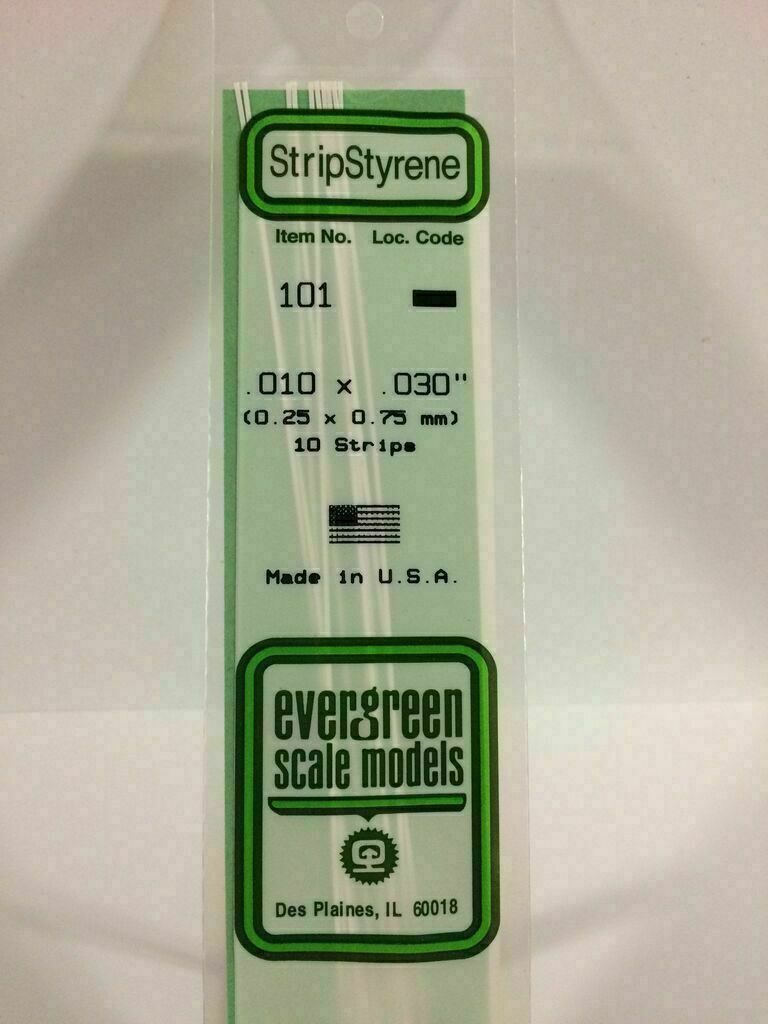 StripStyrene
Item No. Loc. Code
101
.010 x .030"
(0.25 x 0.75 mm)
10 Strips
Made in U.S.A.
evergreen
scale models
Des Plaines, IL 60018